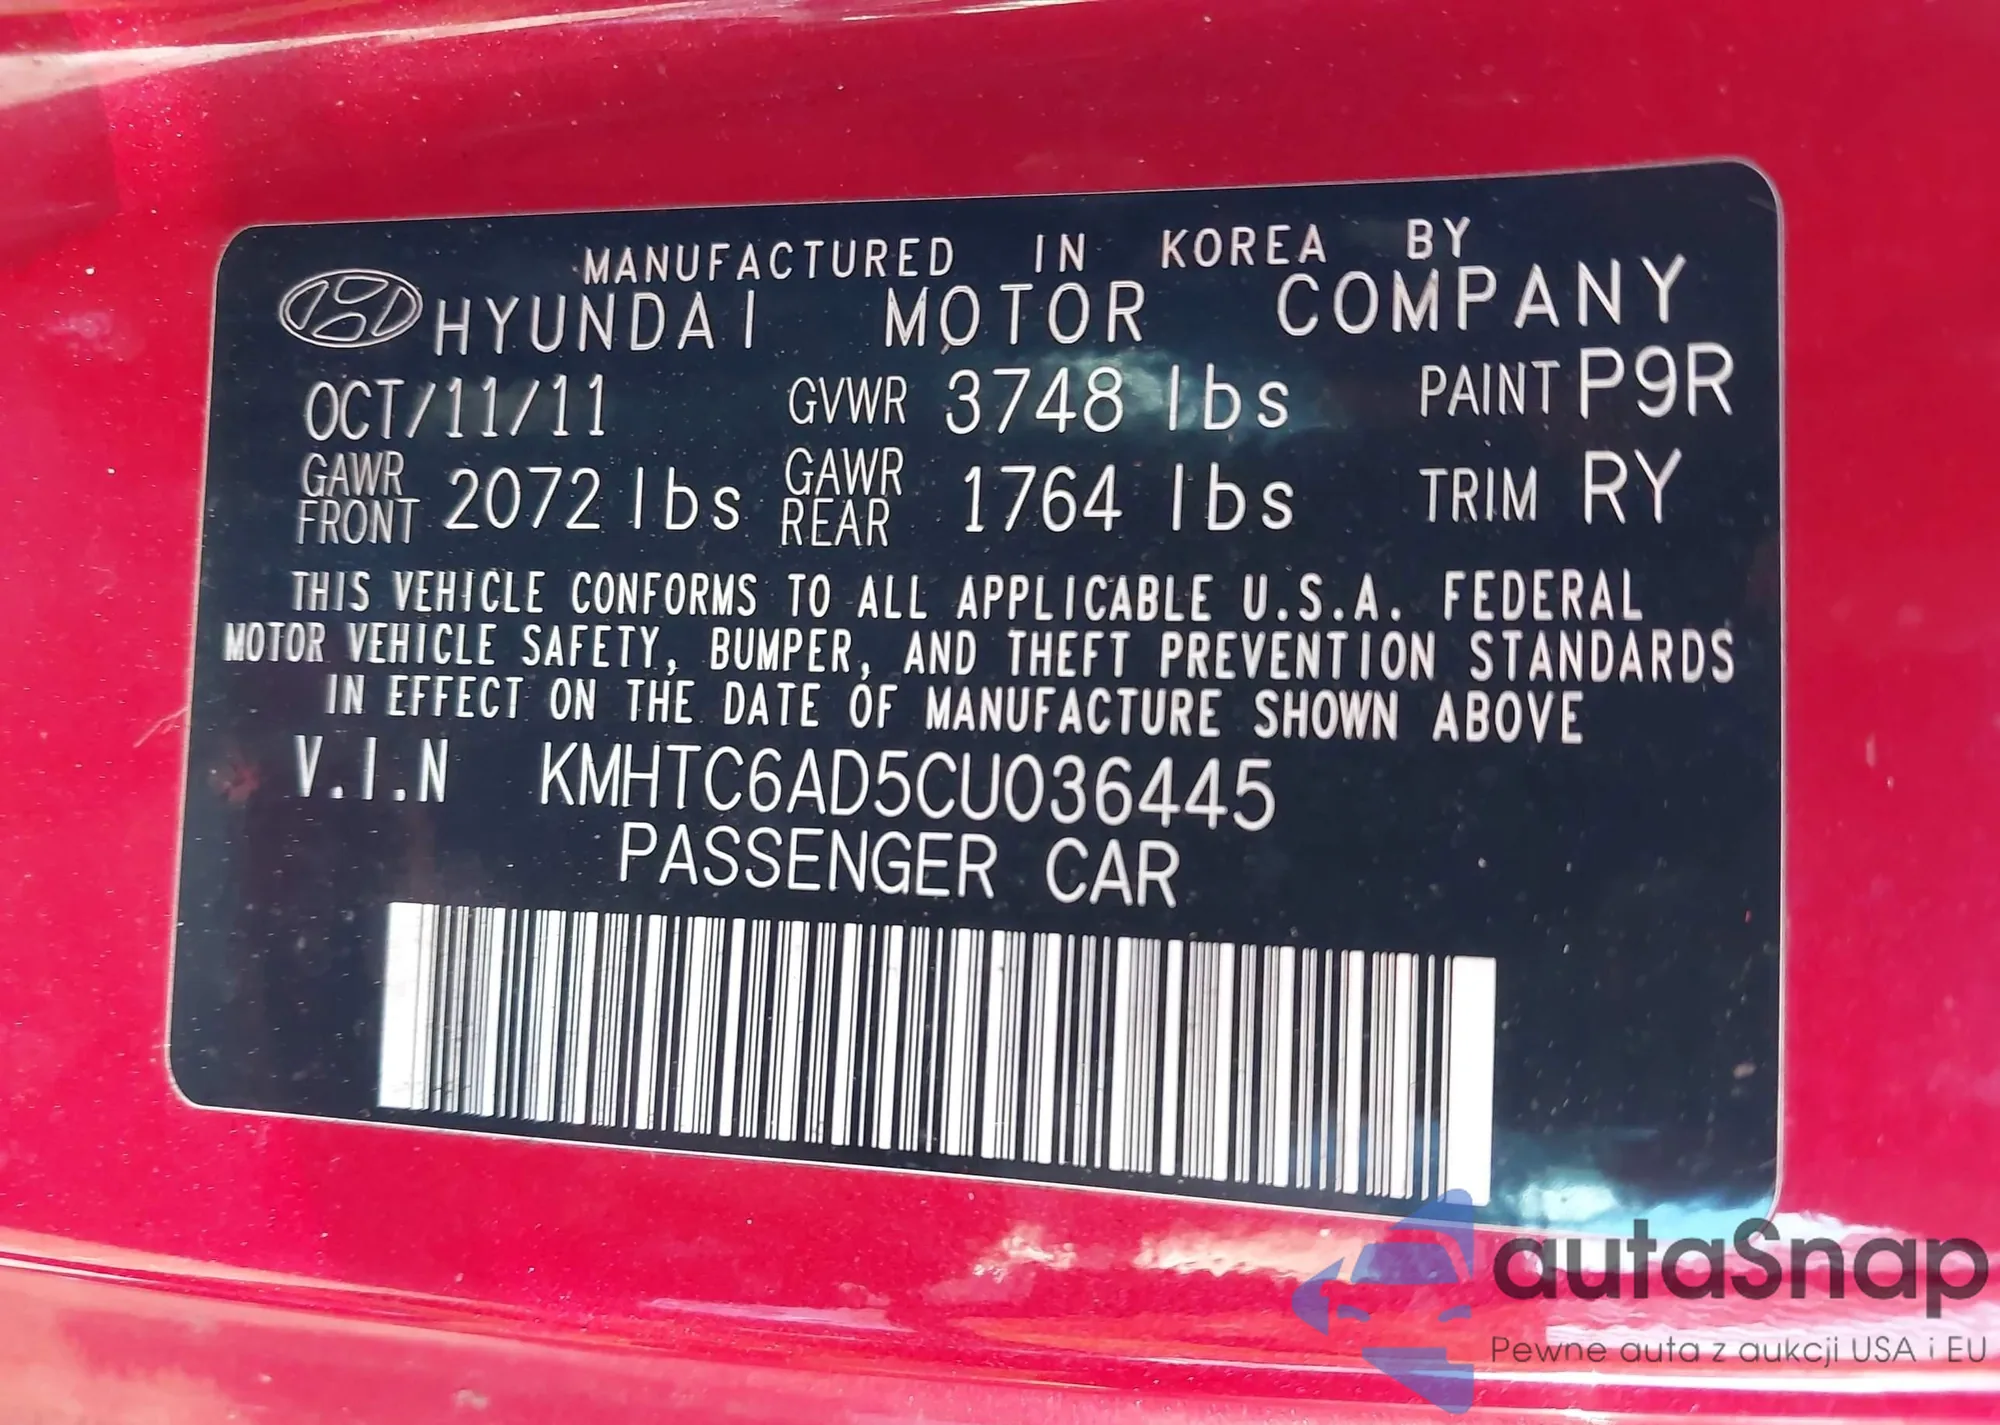 MANUFACTURED IN KOREA BY
HYUNDAI MOTOR COMPANY
OCT/11/11 GVWR 3748 lbs PAINT P9R
GAWR FRONT 2072 lbs GAWR REAR 1764 lbs TRIM RY
THIS VEHICLE CONFORMS TO ALL APPLICABLE U.S.A. FEDERAL
MOTOR VEHICLE SAFETY, BUMPER, AND THEFT PREVENTION STANDARDS
IN EFFECT ON THE DATE OF MANUFACTURE SHOWN ABOVE
V.I.N KMHTC6AD5CU036445
PASSENGER CAR
autaSnap
Pewne auta z aukcji USA i EU